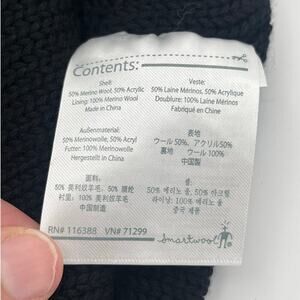 Contents:
Shell:
50% Merino Wool, 50% Acrylic
Lining: 100% Merino Wool
Made in China
Veste:
50% Laine Mérinos, 50% Acrylique
Doublure: 100% Laine Mérinos
Fabriqué en Chine
Außenmaterial:
50% Merinowolle, 50% Acryl
Futter: 100% Merinowolle
Hergestellt in China
表地
ウール 50%、アクリル50%
裏地 ウール 100%
中国製
面料:
50% 美利奴羊毛, 50% 腈纶
衬里: 100% 美利奴羊毛
中国制造
겉감:
50% 메리노 울, 50% 아크릴
라이닝: 100% 메리노 울
중국 제품
RN# 116388 VN# 71299
Smartwool